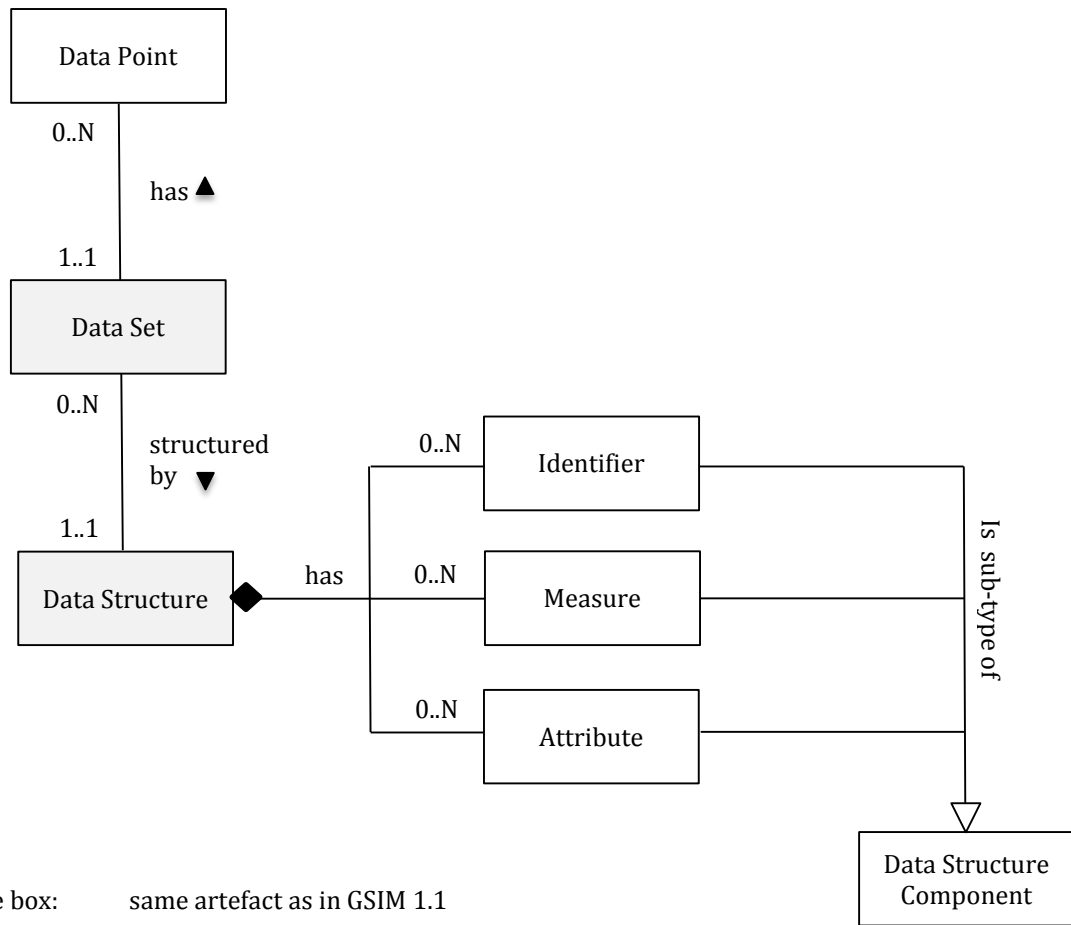 Data Point
0..N
has
1..1
Data Set
0..N
structured
by
1..1
Data Structure
has
0..N
Identifier
0..N
Measure
0..N
Attribute
Is sub-type of
Data Structure
Component
box: same artefact as in GSIM 1.1